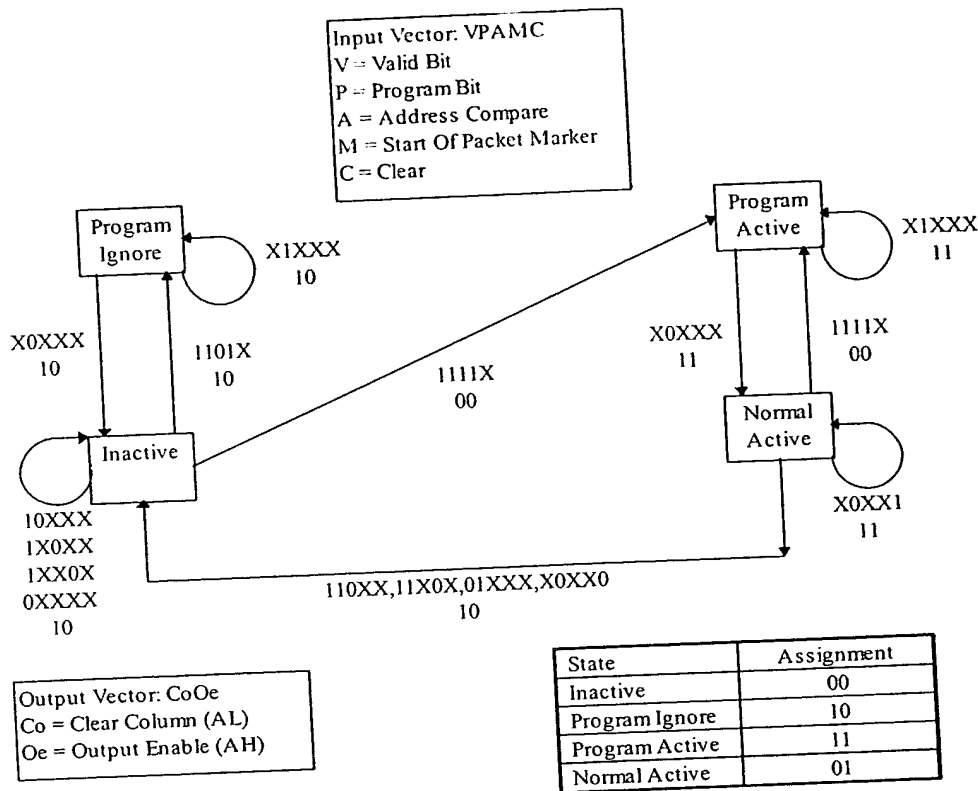 Input Vector: VPAMC
V = Valid Bit
P = Program Bit
A = Address Compare
M = Start Of Packet Marker
C = Clear
Program
Ignore
X1XXX
10
Program
Active
X1XXX
11
X0XXX
10
1101X
10
1111X
00
X0XXX
11
1111X
00
Inactive
Normal
Active
10XXX
1X0XX
1XX0X
0XXXX
10
X0XX1
11
110XX,11X0X,01XXX,X0XX0
10
Output Vector: CoOe
Co = Clear Column (AL)
Oe = Output Enable (AH)
State Assignment
Inactive 00
Program Ignore 10
Program Active 11
Normal Active 01